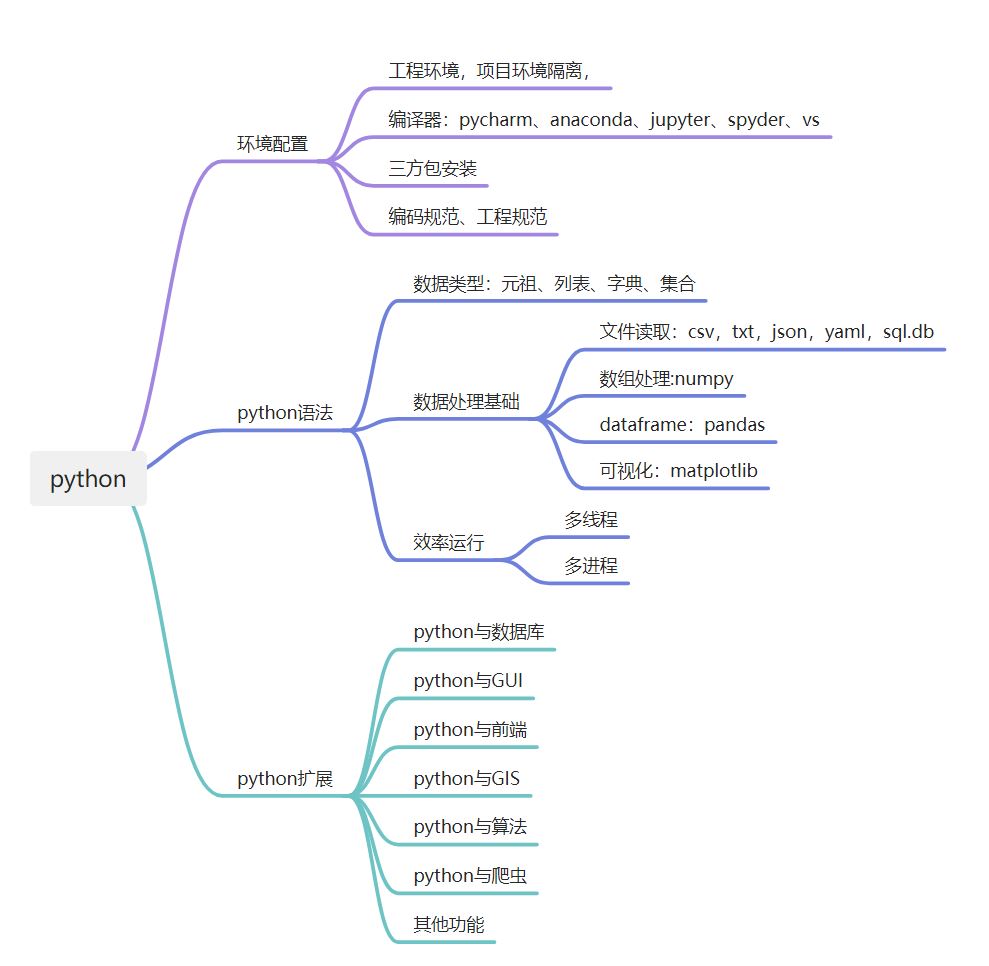 python
环境配置
工程环境，项目环境隔离，
编译器：pycharm、anaconda、jupyter、spyder、vs
三方包安装
编码规范、工程规范
python语法
数据类型：元祖、列表、字典、集合
数据处理基础
文件读取：csv，txt，json，yaml，sql.db
数组处理:numpy
dataframe：pandas
可视化：matplotlib
效率运行
多线程
多进程
python扩展
python与数据库
python与GUI
python与前端
python与GIS
python与算法
python与爬虫
其他功能